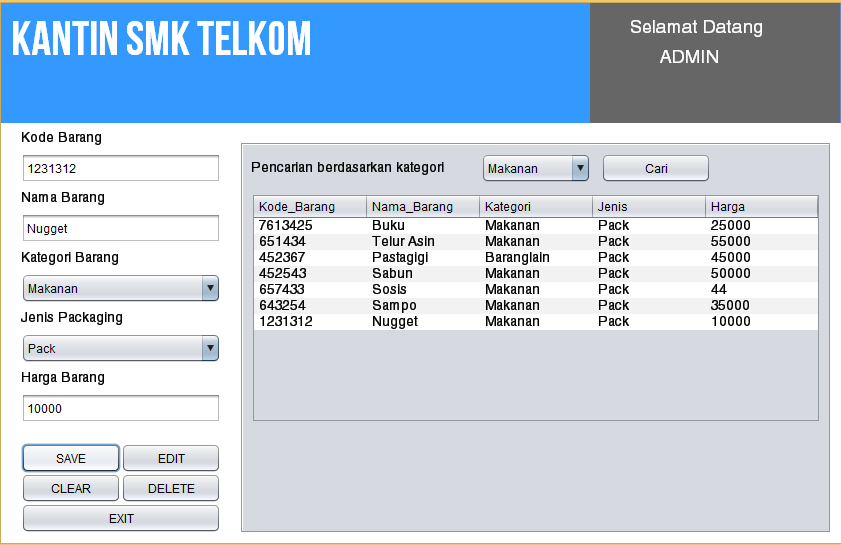 KANTIN SMK TELKOM
Selamat Datang
ADMIN
Kode Barang
1231312
Nama Barang
Nugget
Kategori Barang
Makanan
Jenis Packaging
Pack
Harga Barang
10000
SAVE EDIT
CLEAR DELETE
EXIT
Pencarian berdasarkan kategori Makanan Cari
Kode_Barang Nama_Barang Kategori Jenis Harga
7613425 Buku Makanan Pack 25000
651434 Telur Asin Makanan Pack 55000
452367 Pastagigi Baranglain Pack 45000
452543 Sabun Makanan Pack 50000
657433 Sosis Makanan Pack 44
643254 Sampo Makanan Pack 35000
1231312 Nugget Makanan Pack 10000